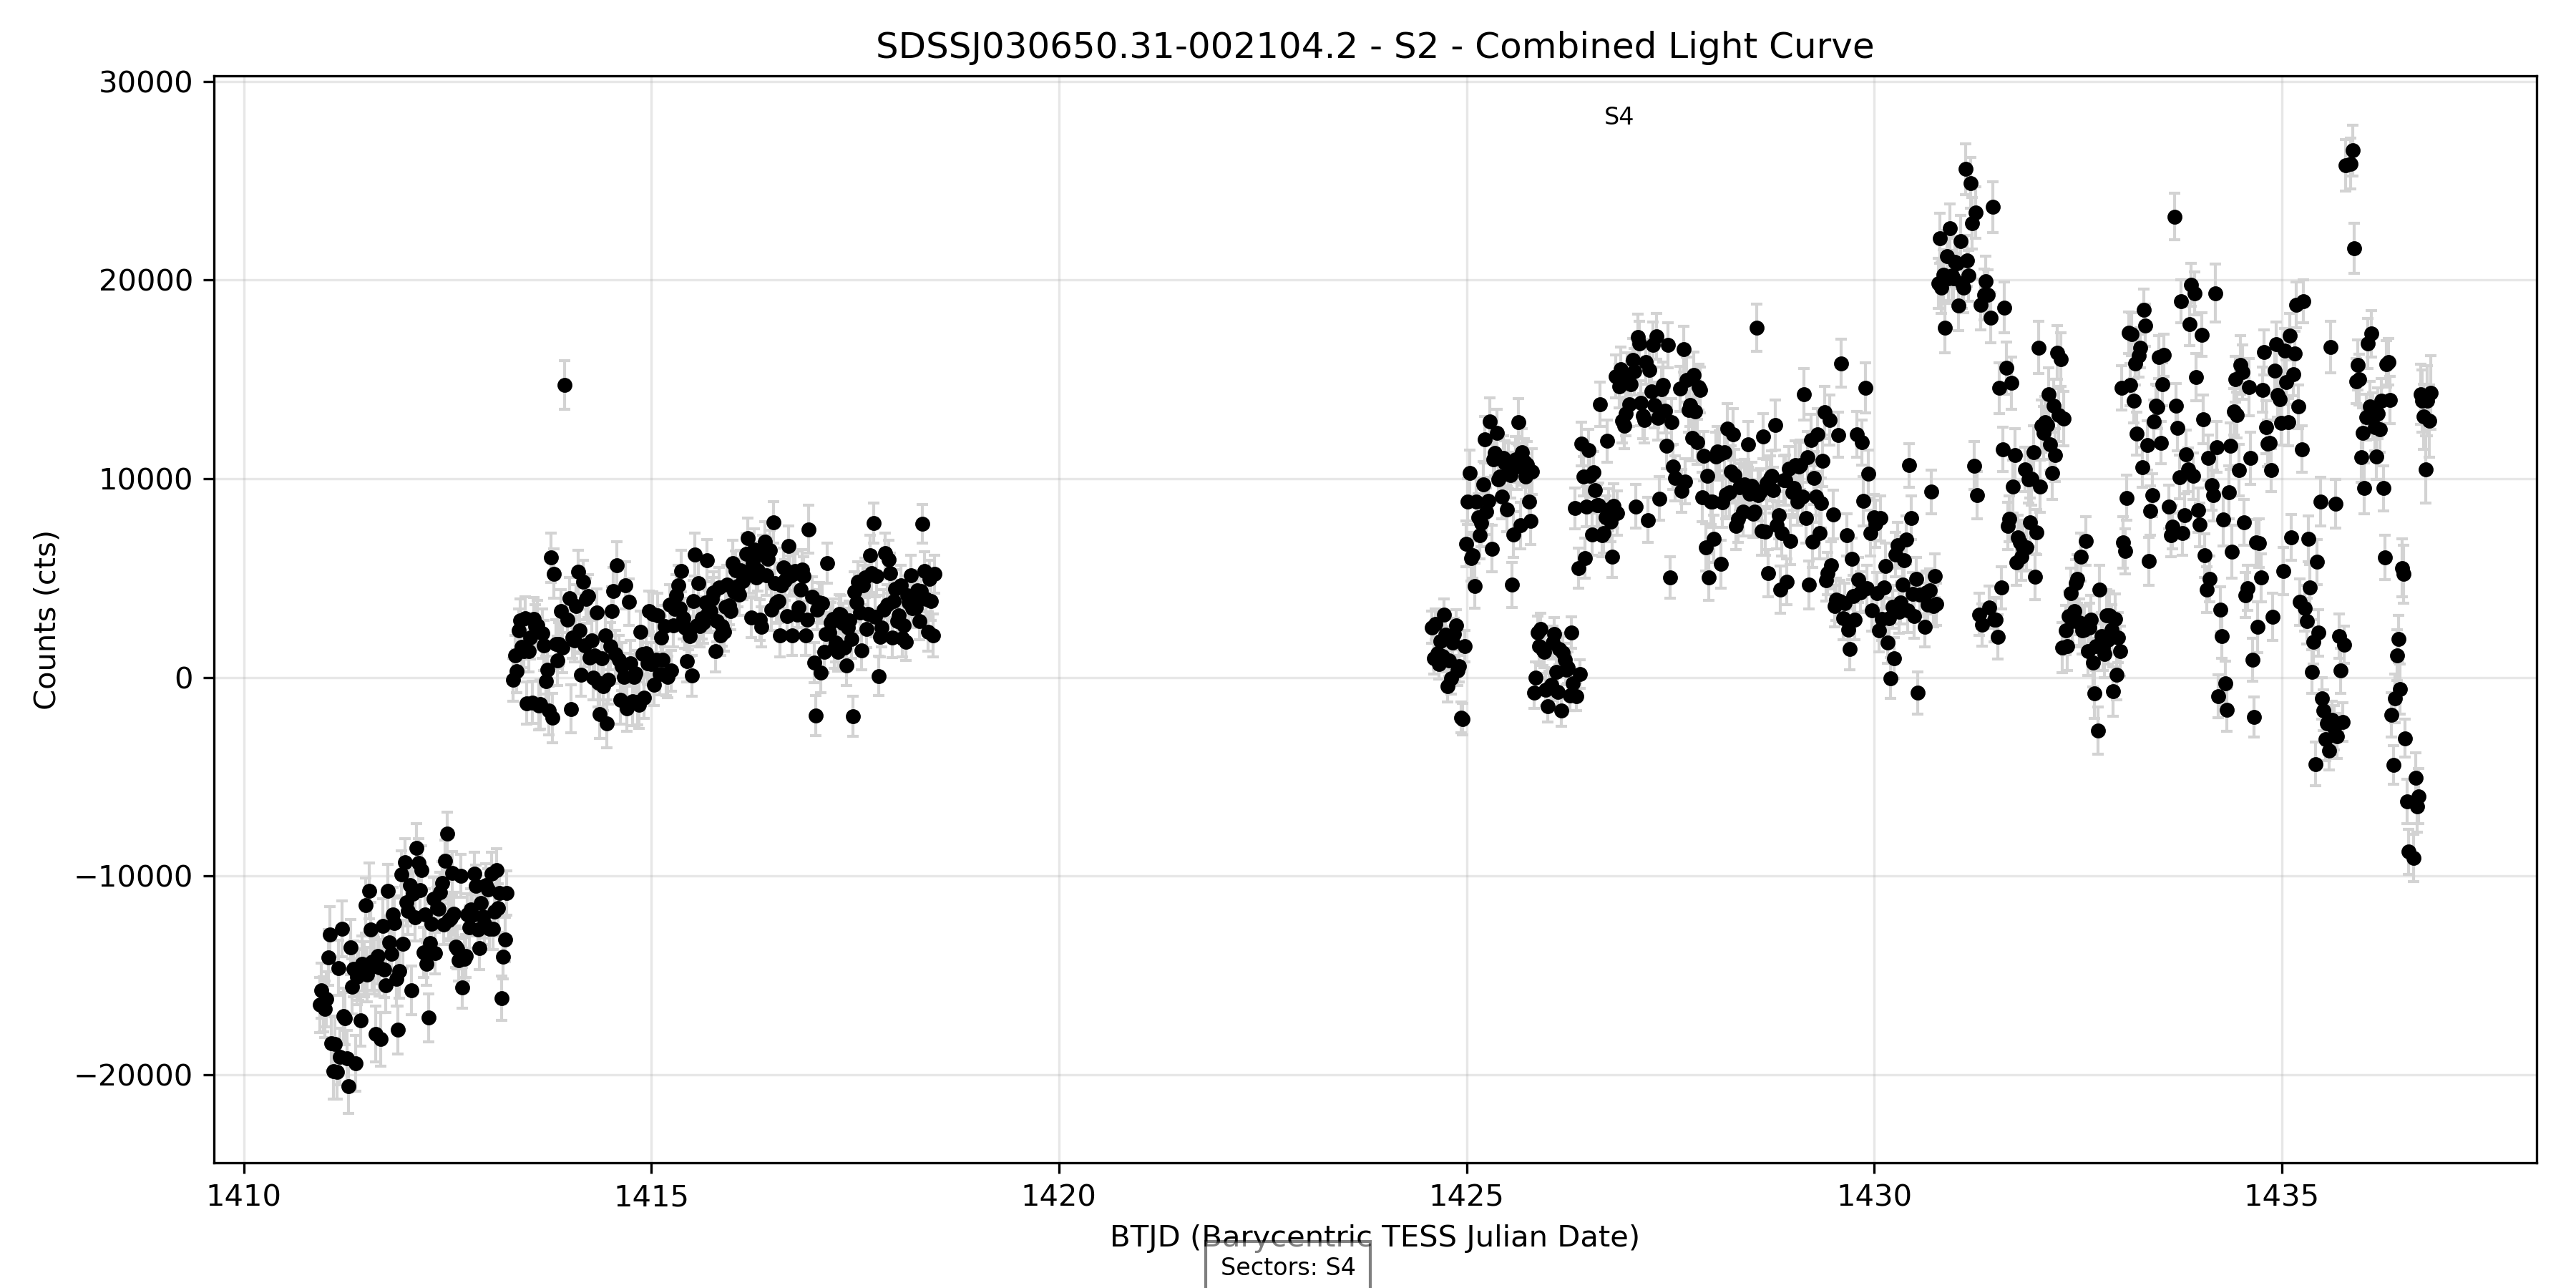 SDSSJ030650.31-002104.2 - S2 - Combined Light Curve
30000
20000
10000
0
−10000
−20000
Counts (cts)
S4
1410 1415 1420 1425 1430 1435
BTJD (Barycentric TESS Julian Date)
Sectors: S4